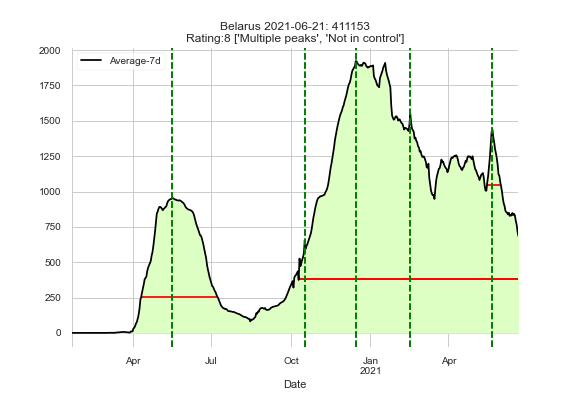 Belarus 2021-06-21: 411153
Rating:8 ['Multiple peaks', 'Not in control']
Average-7d
2000
1750
1500
1250
1000
750
500
250
0
Apr
Jul
Oct
Jan
2021
Apr
Date